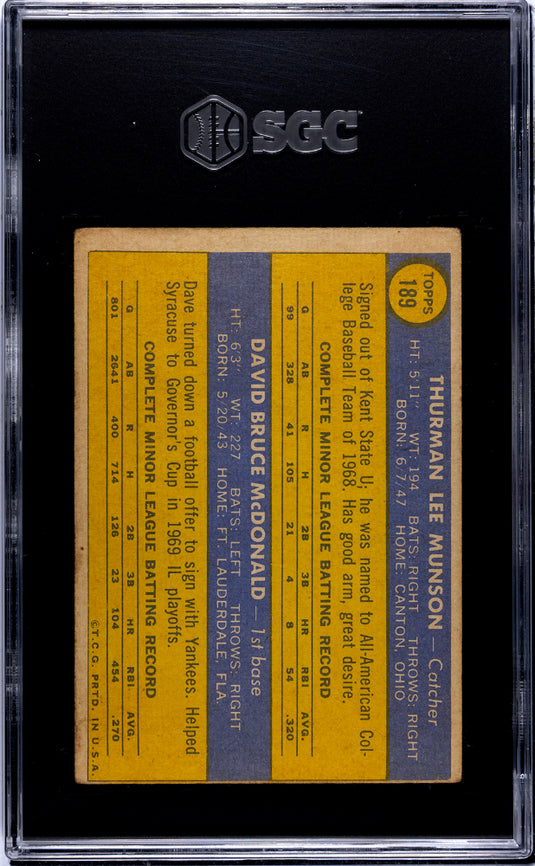 SGC
TOPPS
189
THURMAN LEE MUNSON — Catcher
HT: 5'11" WT: 194 BATS: RIGHT THROWS: RIGHT
BORN: 6/7/47 HOME: CANTON, OHIO
Signed out of Kent State U; he was named to All-American Col-
lege Baseball Team of 1968. Has good arm, great desire.
COMPLETE MINOR LEAGUE BATTING RECORD
G AB R H 2B 3B HR RBI AVG.
99 328 41 105 21 4 8 54 .320
DAVID BRUCE McDONALD — 1st base
HT: 6'3" WT: 227 BATS: LEFT THROWS: RIGHT
BORN: 5/20/43 HOME: FT. LAUDERDALE, FLA.
Dave turned down a football offer to sign with Yankees. Helped
Syracuse to Governor's Cup in 1969 IL playoffs.
COMPLETE MINOR LEAGUE BATTING RECORD
G AB R H 2B 3B HR RBI AVG.
801 2641 400 714 126 23 104 454 .270
©T.C.G. PRTD. IN U.S.A.